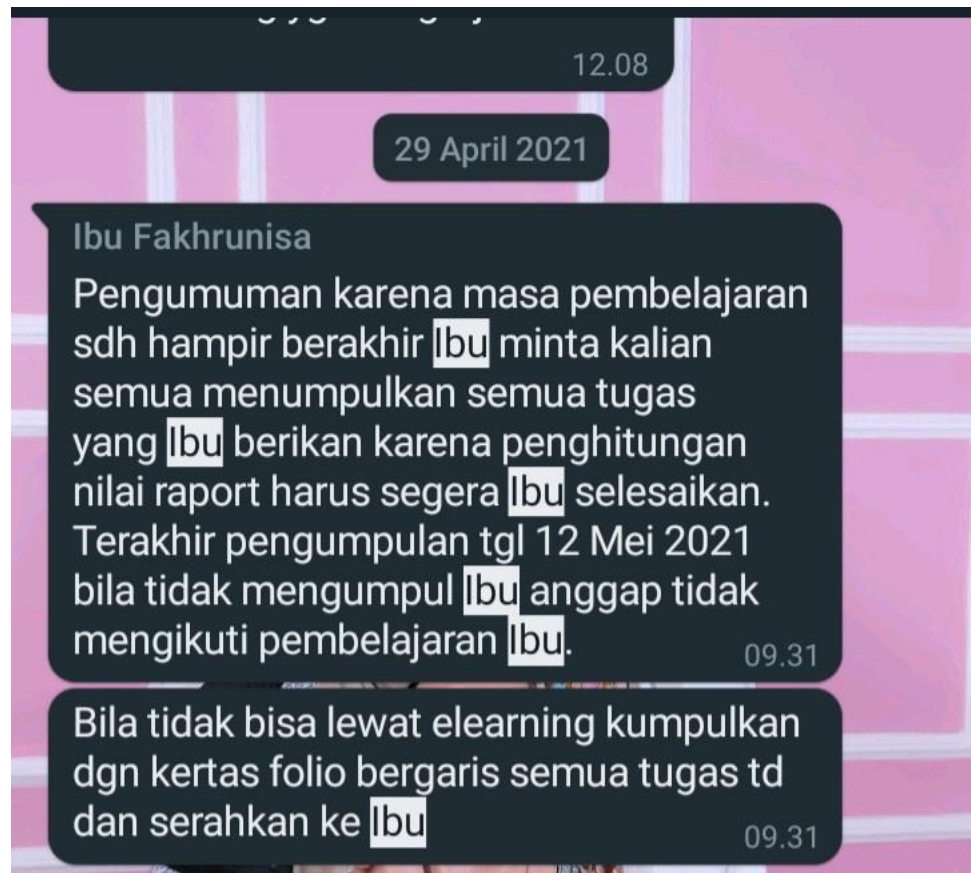 12.08
29 April 2021
Ibu Fakhrunisa
Pengumuman karena masa pembelajaran
sdh hampir berakhir Ibu minta kalian
semua menumpulkan semua tugas
yang Ibu berikan karena penghitungan
nilai raport harus segera Ibu selesaikan.
Terakhir pengumpulan tgl 12 Mei 2021
bila tidak mengumpul Ibu anggap tidak
mengikuti pembelajaran Ibu.
09.31
Bila tidak bisa lewat elearning kumpulkan
dgn kertas folio bergaris semua tugas td
dan serahkan ke Ibu
09.31